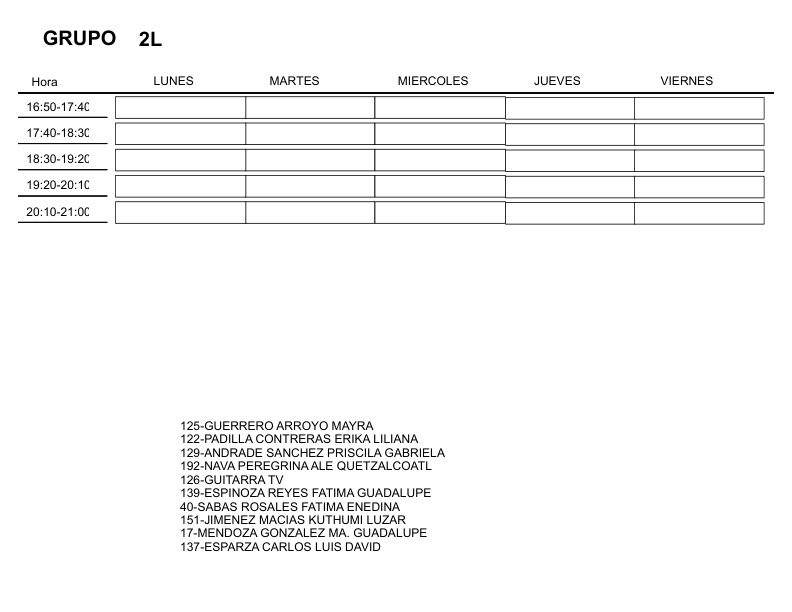 GRUPO 2L
Hora LUNES MARTES MIERCOLES JUEVES VIERNES
16:50-17:40
17:40-18:30
18:30-19:20
19:20-20:10
20:10-21:00
125-GUERRERO ARROYO MAYRA
122-PADILLA CONTRERAS ERIKA LILIANA
129-ANDRADE SANCHEZ PRISCILA GABRIELA
192-NAVA PEREGRINA ALE QUETZALCOATL
126-GUITARRA TV
139-ESPINOZA REYES FATIMA GUADALUPE
40-SABAS ROSALES FATIMA ENEDINA
151-JIMENEZ MACIAS KUTHUMI LUZAR
17-MENDOZA GONZALEZ MA. GUADALUPE
137-ESPARZA CARLOS LUIS DAVID